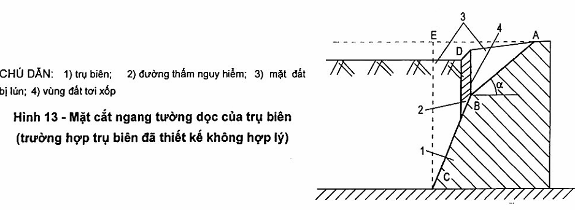 CHÚ DẪN: 1) trụ biên; 2) đường thấm nguy hiểm; 3) mặt đất
bị lún; 4) vùng đất tơi xốp
Hình 13 - Mặt cắt ngang tường dọc của trụ biên
(trường hợp trụ biên đã thiết kế không hợp lý)
3
E
4
A
D
α
2
B
1
C